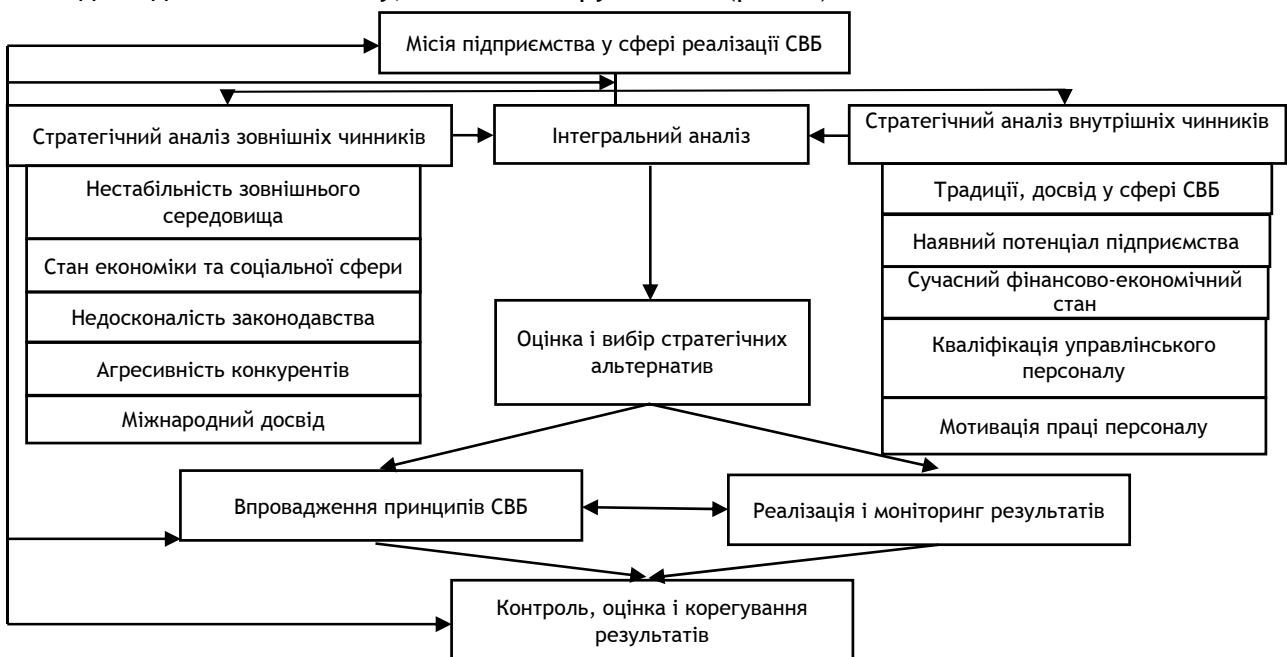 Місія підприємства у сфері реалізації СВБ
Стратегічний аналіз зовнішніх чинників
Інтегральний аналіз
Стратегічний аналіз внутрішніх чинників
Нестабільність зовнішнього
середовища
Стан економіки та соціальної сфери
Недосконалість законодавства
Агресивність конкурентів
Міжнародний досвід
Оцінка і вибір стратегічних
альтернатив
Традиції, досвід у сфері СВБ
Наявний потенціал підприємства
Сучасний фінансово-економічний
стан
Кваліфікація управлінського
персоналу
Мотивація праці персоналу
Впровадження принципів СВБ
Реалізація і моніторинг результатів
Контроль, оцінка і корегування
результатів